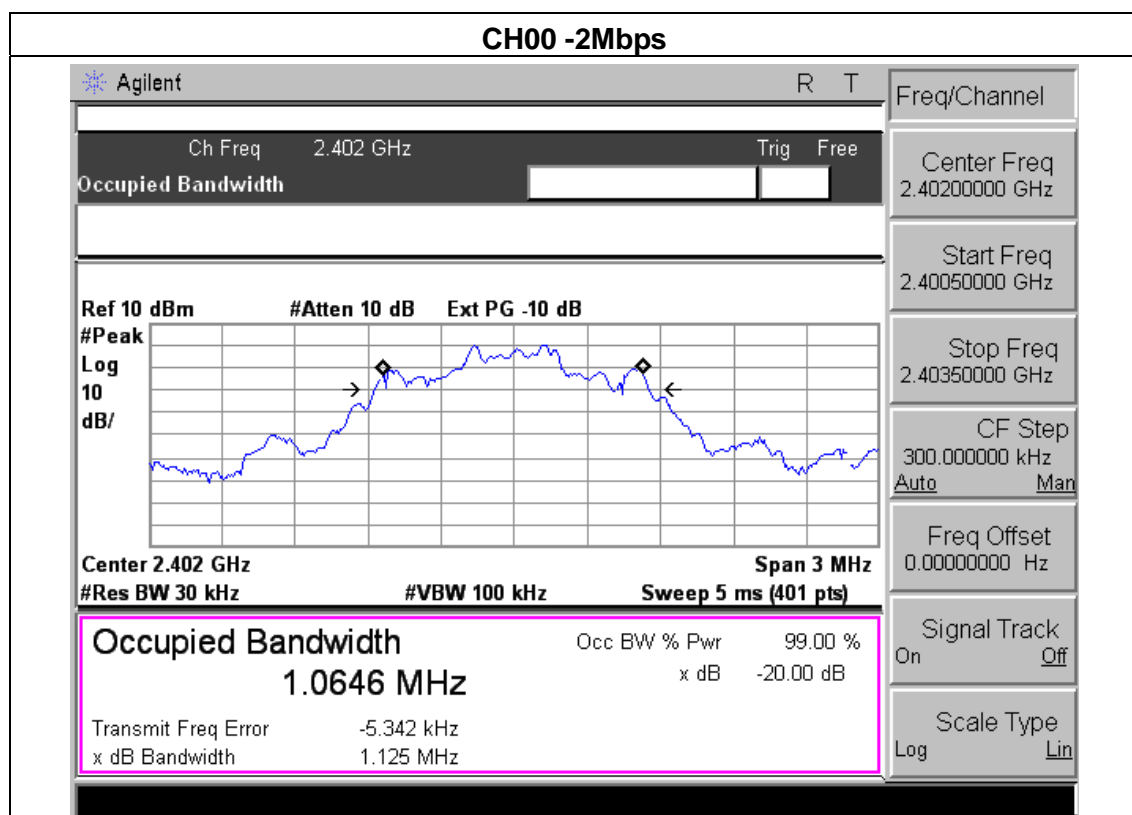 CH00 -2Mbps
Agilent R T
Freq/Channel
Ch Freq 2.402 GHz Trig Free
Occupied Bandwidth
Center Freq
2.40200000 GHz
Start Freq
2.40050000 GHz
Ref 10 dBm #Atten 10 dB Ext PG -10 dB
#Peak
Log
10
dB/
Stop Freq
2.40350000 GHz
CF Step
300.000000 kHz
Auto Man
Freq Offset
0.00000000 Hz
Center 2.402 GHz Span 3 MHz
#Res BW 30 kHz #VBW 100 kHz Sweep 5 ms (401 pts)
Occupied Bandwidth Occ BW % Pwr 99.00 %
1.0646 MHz x dB -20.00 dB
Transmit Freq Error -5.342 kHz
x dB Bandwidth 1.125 MHz
Signal Track
On Off
Scale Type
Log Lin